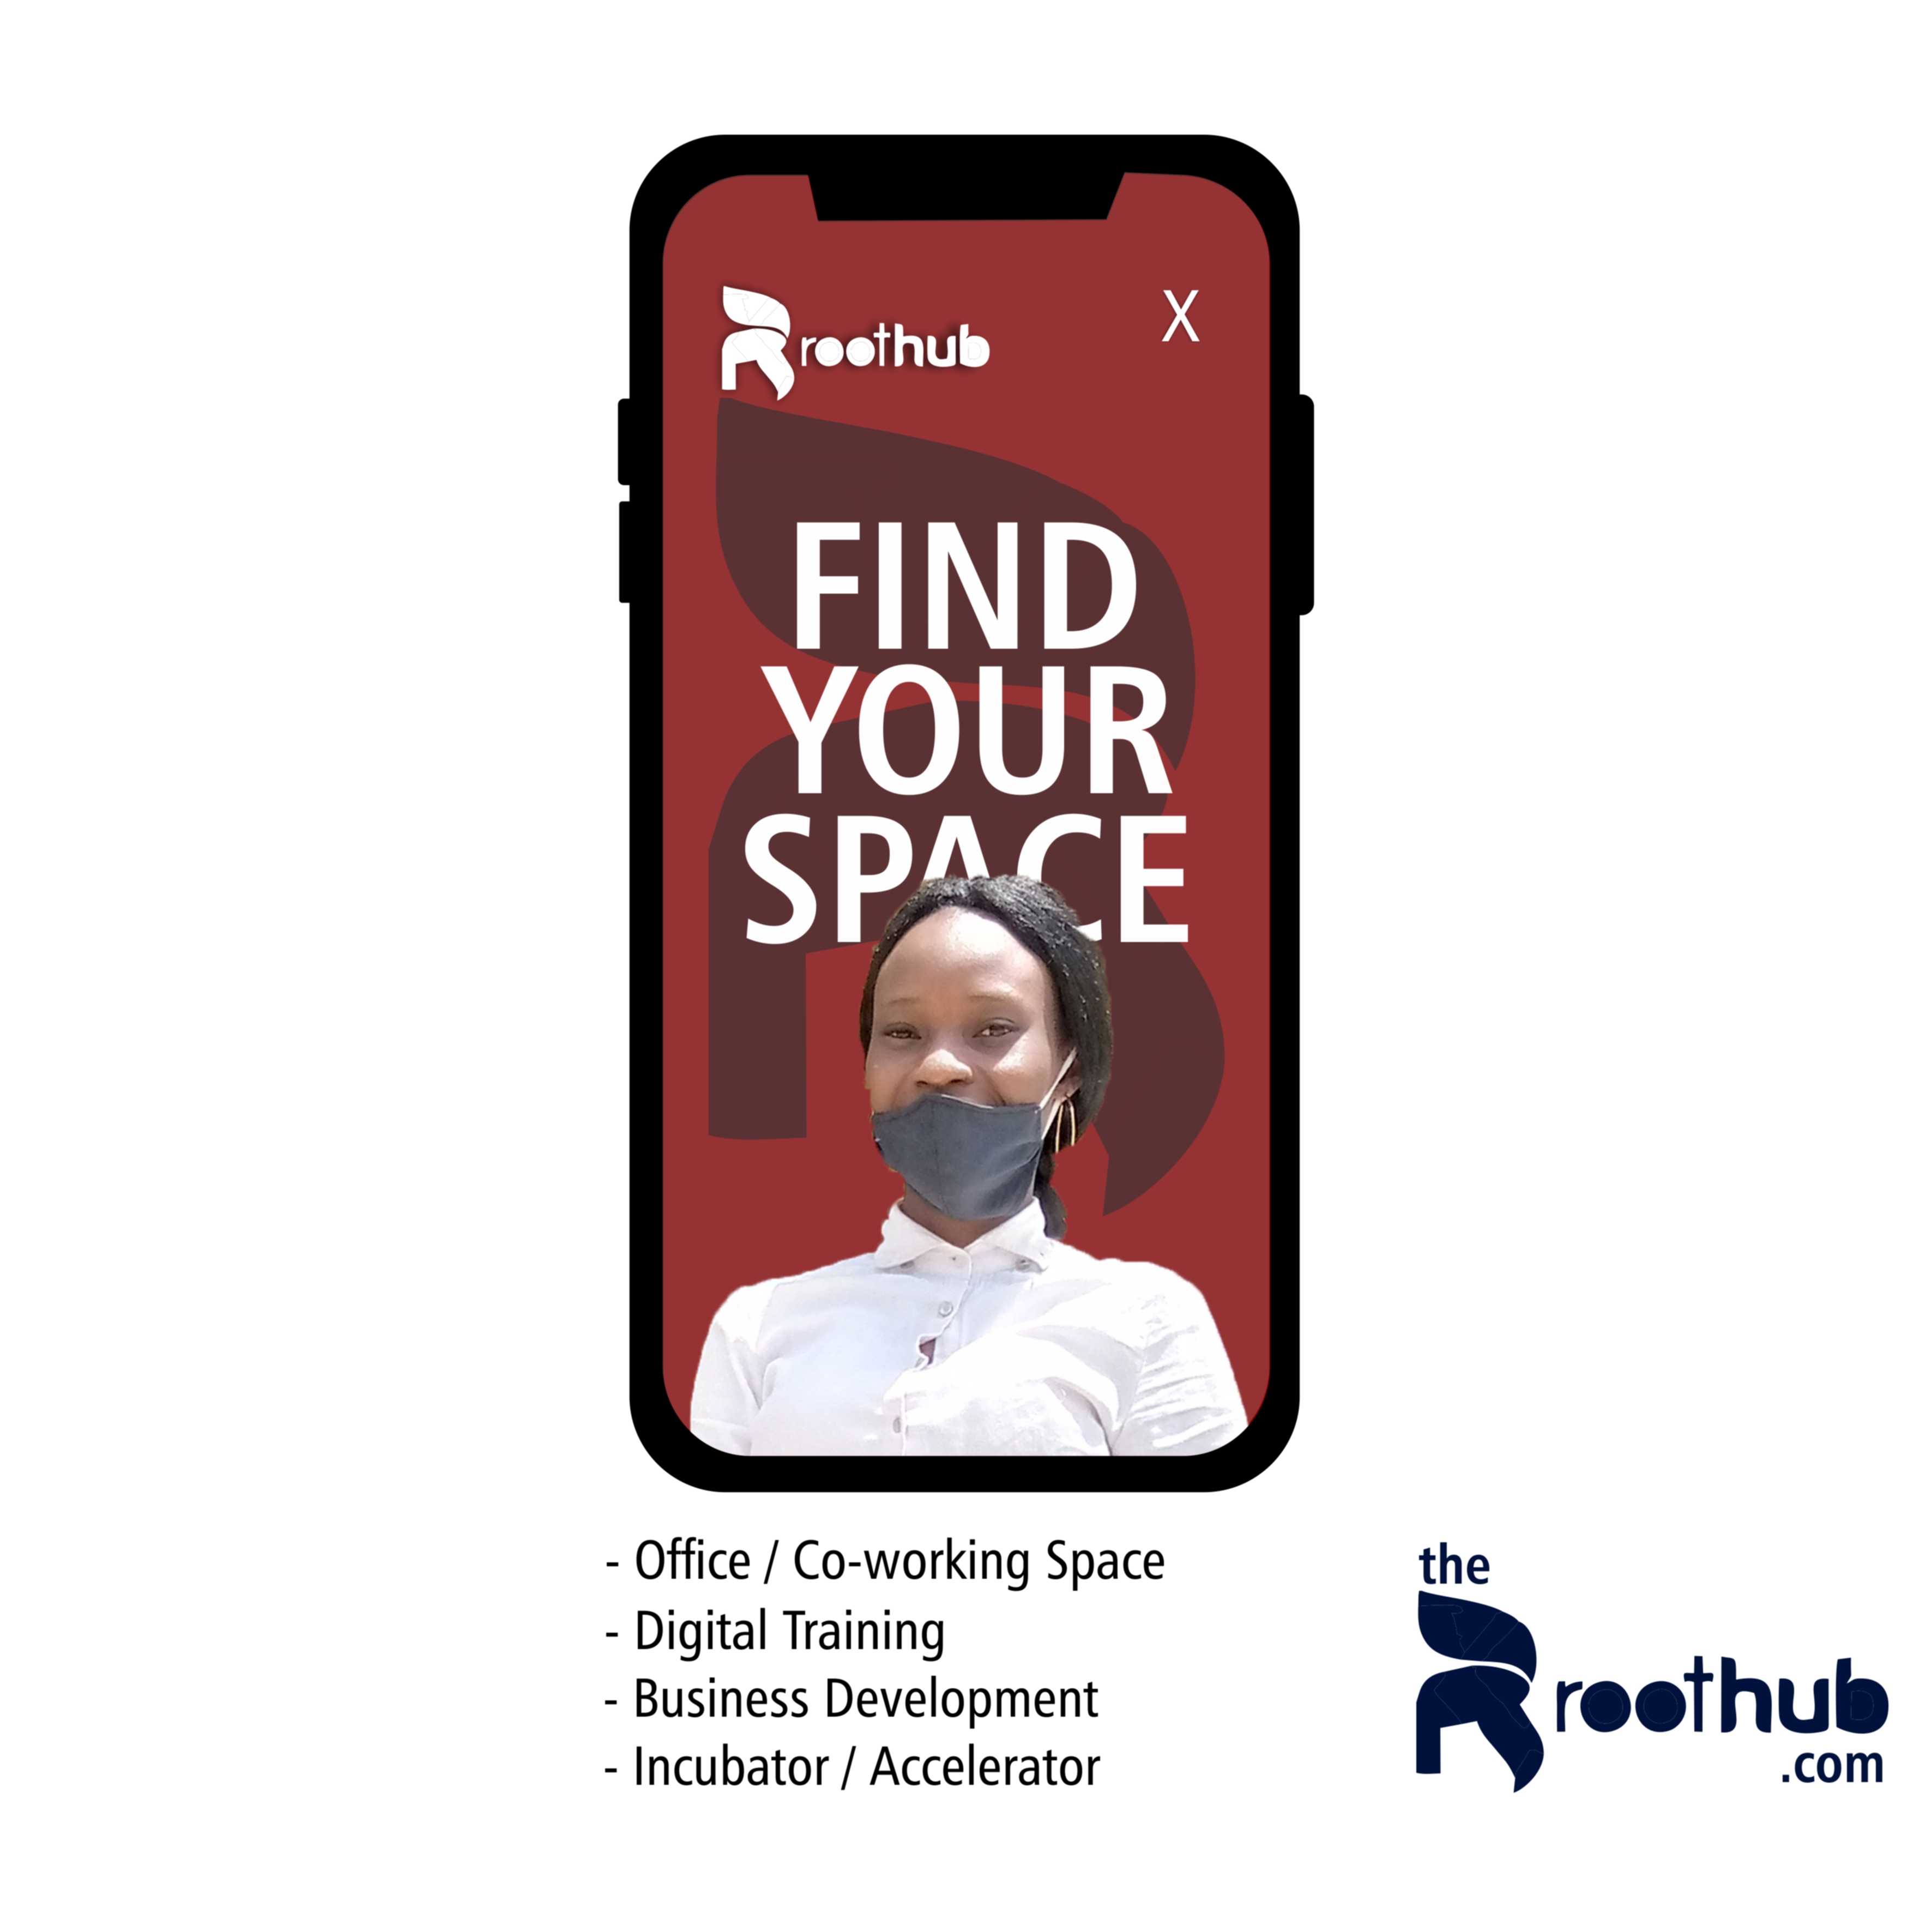 roothub
X
FIND
YOUR
SPACE
- Office / Co-working Space
- Digital Training
- Business Development
- Incubator / Accelerator
the
roothub
.com